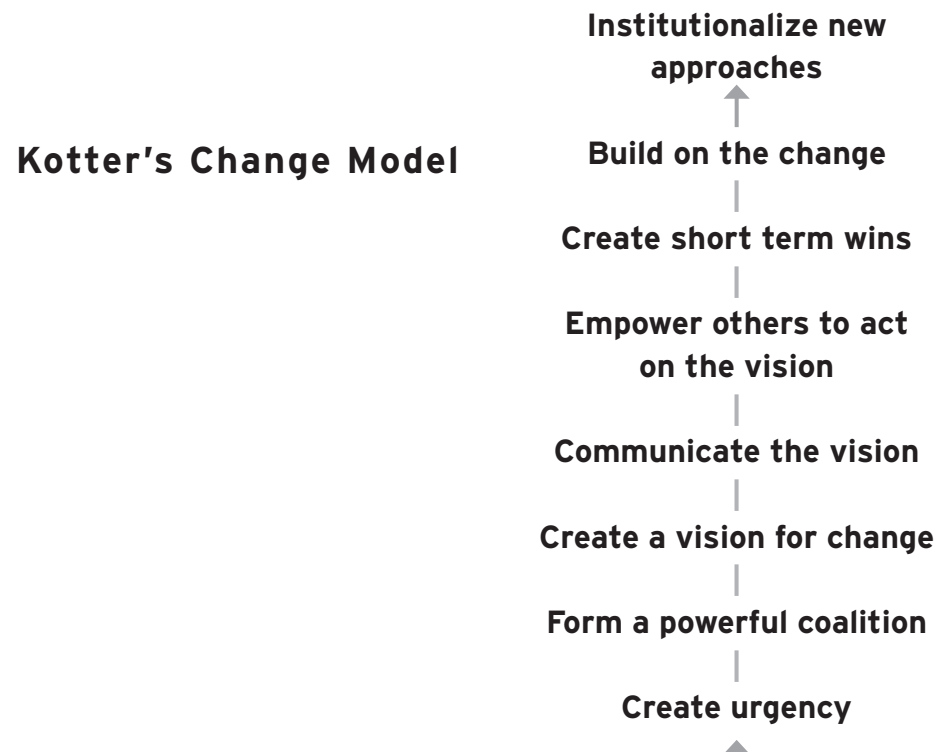 Kotter's Change Model
Institutionalize new
approaches
Build on the change
Create short term wins
Empower others to act
on the vision
Communicate the vision
Create a vision for change
Form a powerful coalition
Create urgency